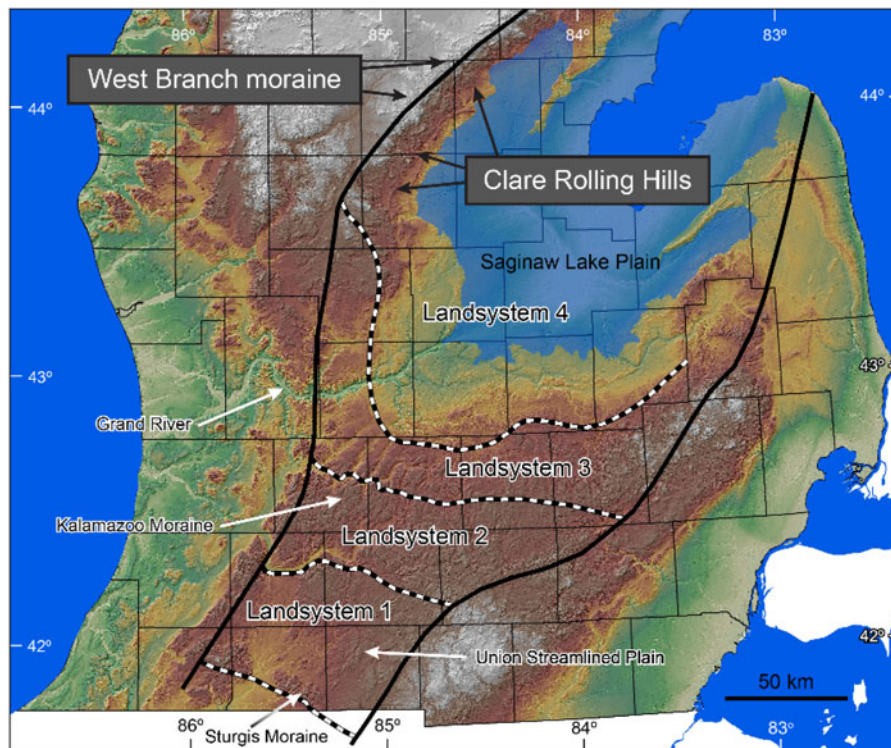 86°
85°
84°
83°
West Branch moraine
44°
44°
Clare Rolling Hills
Saginaw Lake Plain
Landsystem 4
43°
43°
Grand River
Landsystem 3
Kalamazoo Moraine
Landsystem 2
Landsystem 1
42°
42°
Union Streamlined Plain
50 km
86°
Sturgis Moraine
85°
84°
83°